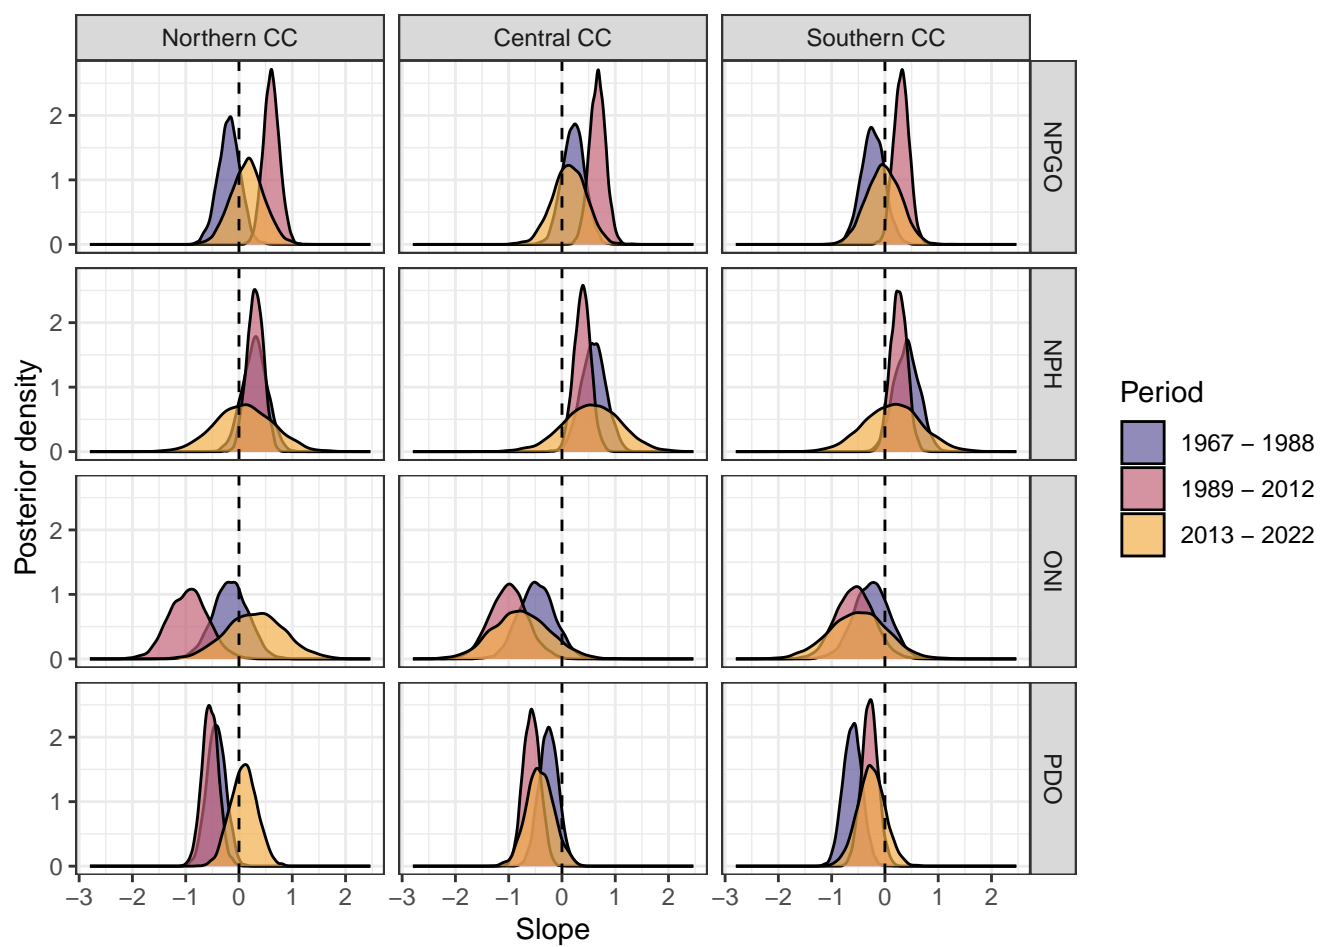 Northern CC Central CC Southern CC
0 1 2 NPGO
0 1 2 NPH
0 1 2 ONI
0 1 2 PDO
−3 −2 −1 0 1 2 −3 −2 −1 0 1 2 −3 −2 −1 0 1 2
Slope
Posterior density
Period
1967 − 1988
1989 − 2012
2013 − 2022